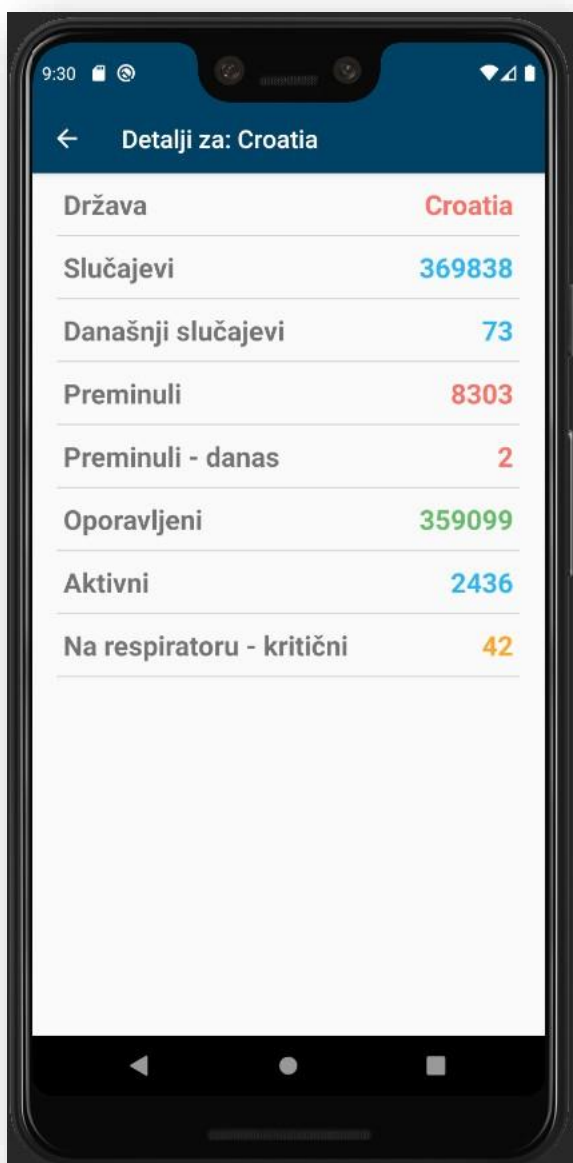 9:30
Detalji za: Croatia
Država Croatia
Slučajevi 369838
Današnji slučajevi 73
Preminuli 8303
Preminuli - danas 2
Oporavljeni 359099
Aktivni 2436
Na respiratoru - kritični 42